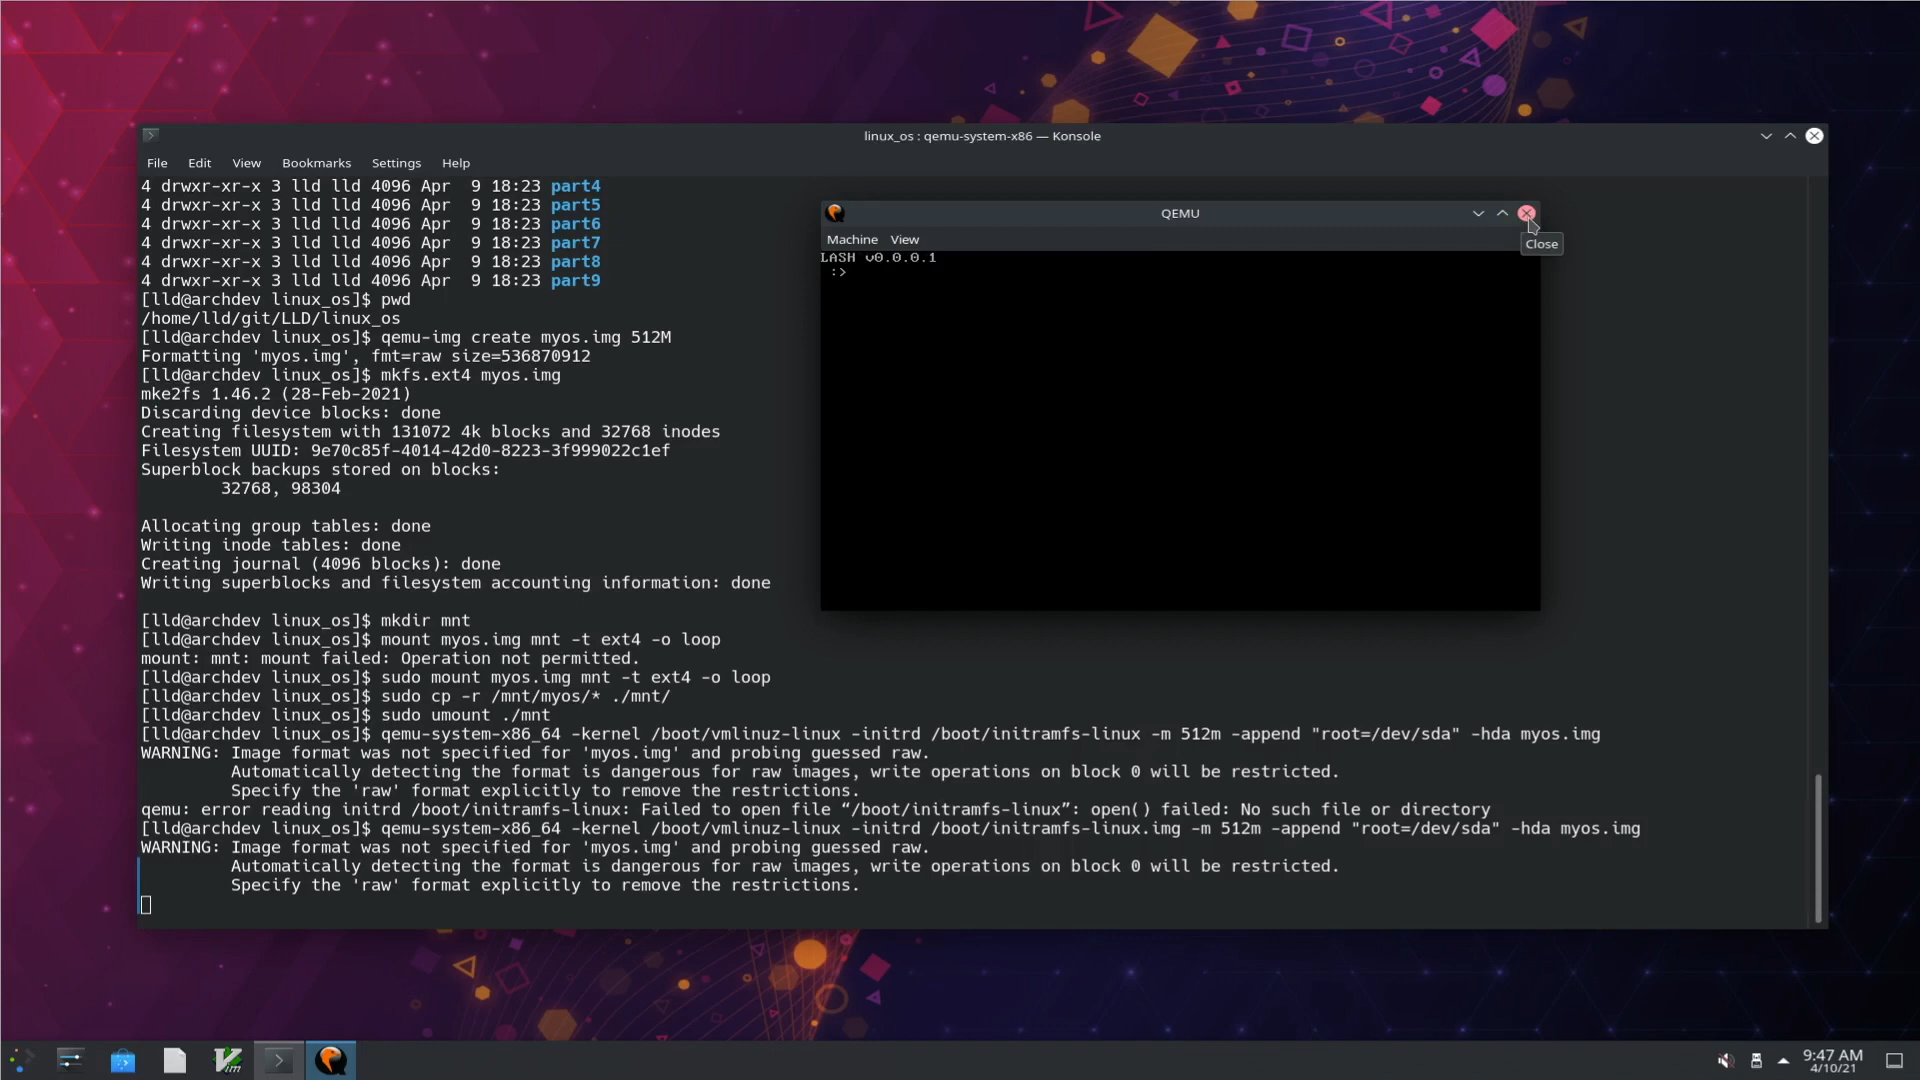 linux_os : qemu-system-x86 — Konsole
File Edit View Bookmarks Settings Help
4 drwxr-xr-x 3 lld lld 4096 Apr  9 18:23 part4
4 drwxr-xr-x 3 lld lld 4096 Apr  9 18:23 part5
4 drwxr-xr-x 3 lld lld 4096 Apr  9 18:23 part6
4 drwxr-xr-x 3 lld lld 4096 Apr  9 18:23 part7
4 drwxr-xr-x 3 lld lld 4096 Apr  9 18:23 part8
4 drwxr-xr-x 3 lld lld 4096 Apr  9 18:23 part9
[lld@archdev linux_os]$ pwd
/home/lld/git/LLD/linux_os
[lld@archdev linux_os]$ qemu-img create myos.img 512M
Formatting 'myos.img', fmt=raw size=536870912
[lld@archdev linux_os]$ mkfs.ext4 myos.img
mke2fs 1.46.2 (28-Feb-2021)
Discarding device blocks: done
Creating filesystem with 131072 4k blocks and 32768 inodes
Filesystem UUID: 9e70c85f-4014-42d0-8223-3f999022c1ef
Superblock backups stored on blocks:
32768, 98304
Allocating group tables: done
Writing inode tables: done
Creating journal (4096 blocks): done
Writing superblocks and filesystem accounting information: done
[lld@archdev linux_os]$ mkdir mnt
[lld@archdev linux_os]$ mount myos.img mnt -t ext4 -o loop
mount: mnt: mount failed: Operation not permitted.
[lld@archdev linux_os]$ sudo mount myos.img mnt -t ext4 -o loop
[lld@archdev linux_os]$ sudo cp -r /mnt/myos/* ./mnt/
[lld@archdev linux_os]$ sudo umount ./mnt
[lld@archdev linux_os]$ qemu-system-x86_64 -kernel /boot/vmlinuz-linux -initrd /boot/initramfs-linux -m 512m -append "root=/dev/sda" -hda myos.img
WARNING: Image format was not specified for 'myos.img' and probing guessed raw.
Automatically detecting the format is dangerous for raw images, write operations on block 0 will be restricted.
Specify the 'raw' format explicitly to remove the restrictions.
qemu: error reading initrd /boot/initramfs-linux: Failed to open file “/boot/initramfs-linux”: open() failed: No such file or directory
[lld@archdev linux_os]$ qemu-system-x86_64 -kernel /boot/vmlinuz-linux -initrd /boot/initramfs-linux.img -m 512m -append "root=/dev/sda" -hda myos.img
WARNING: Image format was not specified for 'myos.img' and probing guessed raw.
Automatically detecting the format is dangerous for raw images, write operations on block 0 will be restricted.
Specify the 'raw' format explicitly to remove the restrictions.
QEMU
Machine View
Close
LASH v0.0.0.1
:>
9:47 AM
4/10/21